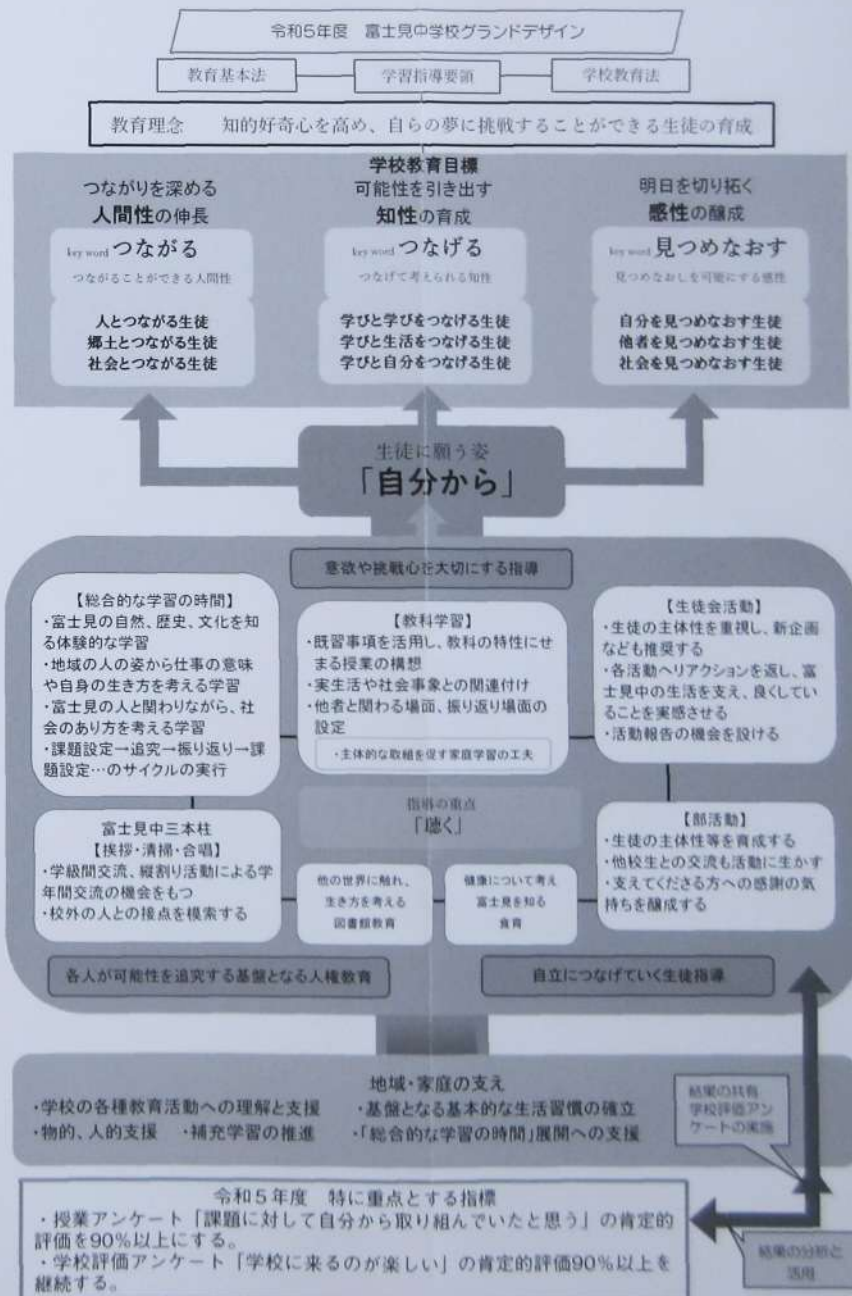 令和5年度 富士見中学校グランドデザイン
教育基本法
学習指導要領
学校教育法
教育理念 知的好奇心を高め、自らの夢に挑戦することができる生徒の育成
学校教育目標
つながりを深める
人間性の伸長
key word つながる
つながることができる人間性
人とつながる生徒
郷土とつながる生徒
社会とつながる生徒
可能性を引き出す
知性の育成
key word つなげる
つなげて考えられる知性
学びと学びをつなげる生徒
学びと生活をつなげる生徒
学びと自分をつなげる生徒
明日を切り拓く
感性の醸成
key word 見つめなおす
見つめなおしを可能にする感性
自分を見つめなおす生徒
他者を見つめなおす生徒
社会を見つめなおす生徒
生徒に願う姿
「自分から」
意欲や挑戦心を大切にする指導
【総合的な学習の時間】
・富士見の自然、歴史、文化を知
る体験的な学習
・地域の人の姿から仕事の意味
や自身の生き方を考える学習
・富士見の人と関わりながら、社
会のあり方を考える学習
・課題設定→追究→振り返り→課
題設定…のサイクルの実行
【教科学習】
・既習事項を活用し、教科の特性にせ
まる授業の構想
・実生活や社会事象との関連付け
・他者と関わる場面、振り返り場面の
設定
・主体的な取組を促す家庭学習の工夫
【生徒会活動】
・生徒の主体性を重視し、新企画
なども推奨する
・各活動へリアクションを返し、富
士見中の生活を支え、良くしてい
ることを実感させる
・活動報告の機会を設ける
指導の重点
「聴く」
富士見中三本柱
【挨拶・清掃・合唱】
・学級間交流、縦割り活動による学
年間交流の機会をもつ
・校外の人との接点を模索する
他の世界に触れ、
生き方を考える
図書館教育
健康について考え
富士見を知る
食育
【部活動】
・生徒の主体性等を育成する
・他校生との交流も活動に生かす
・支えてくださる方への感謝の気
持ちを醸成する
各人が可能性を追究する基盤となる人権教育
自立につなげていく生徒指導
地域・家庭の支え
・学校の各種教育活動への理解と支援 ・基盤となる基本的な生活習慣の確立
・物的、人的支援 ・補充学習の推進 ・「総合的な学習の時間」展開への支援
結果の共有
学校評価アン
ケートの実施
令和5年度 特に重点とする指標
・授業アンケート「課題に対して自分から取り組んでいたと思う」の肯定的
評価を90%以上にする。
・学校評価アンケート「学校に来るのが楽しい」の肯定的評価90%以上を
継続する。
結果の分析と
活用